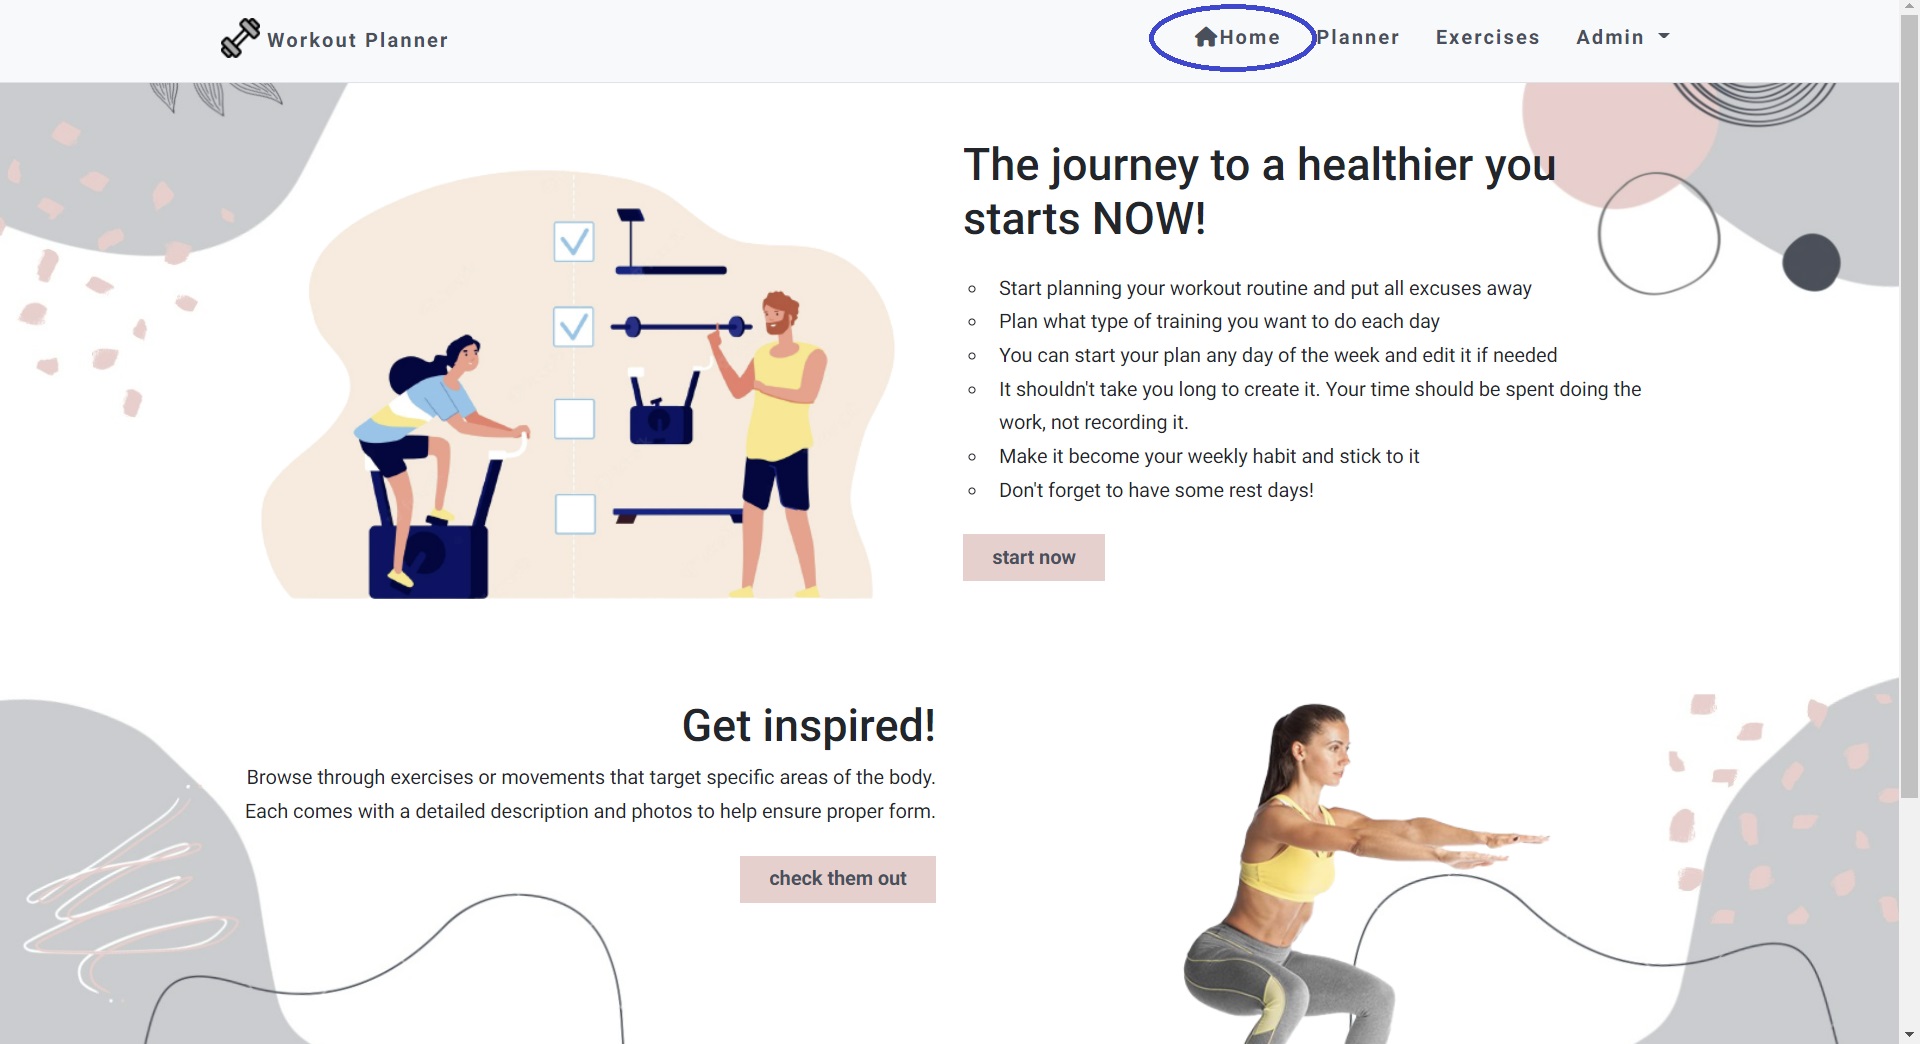 Workout Planner
Home
Planner
Exercises
Admin
The journey to a healthier you
starts NOW!
Start planning your workout routine and put all excuses away
Plan what type of training you want to do each day
You can start your plan any day of the week and edit it if needed
It shouldn't take you long to create it. Your time should be spent doing the
work, not recording it.
Make it become your weekly habit and stick to it
Don't forget to have some rest days!
start now
Get inspired!
Browse through exercises or movements that target specific areas of the body.
Each comes with a detailed description and photos to help ensure proper form.
check them out